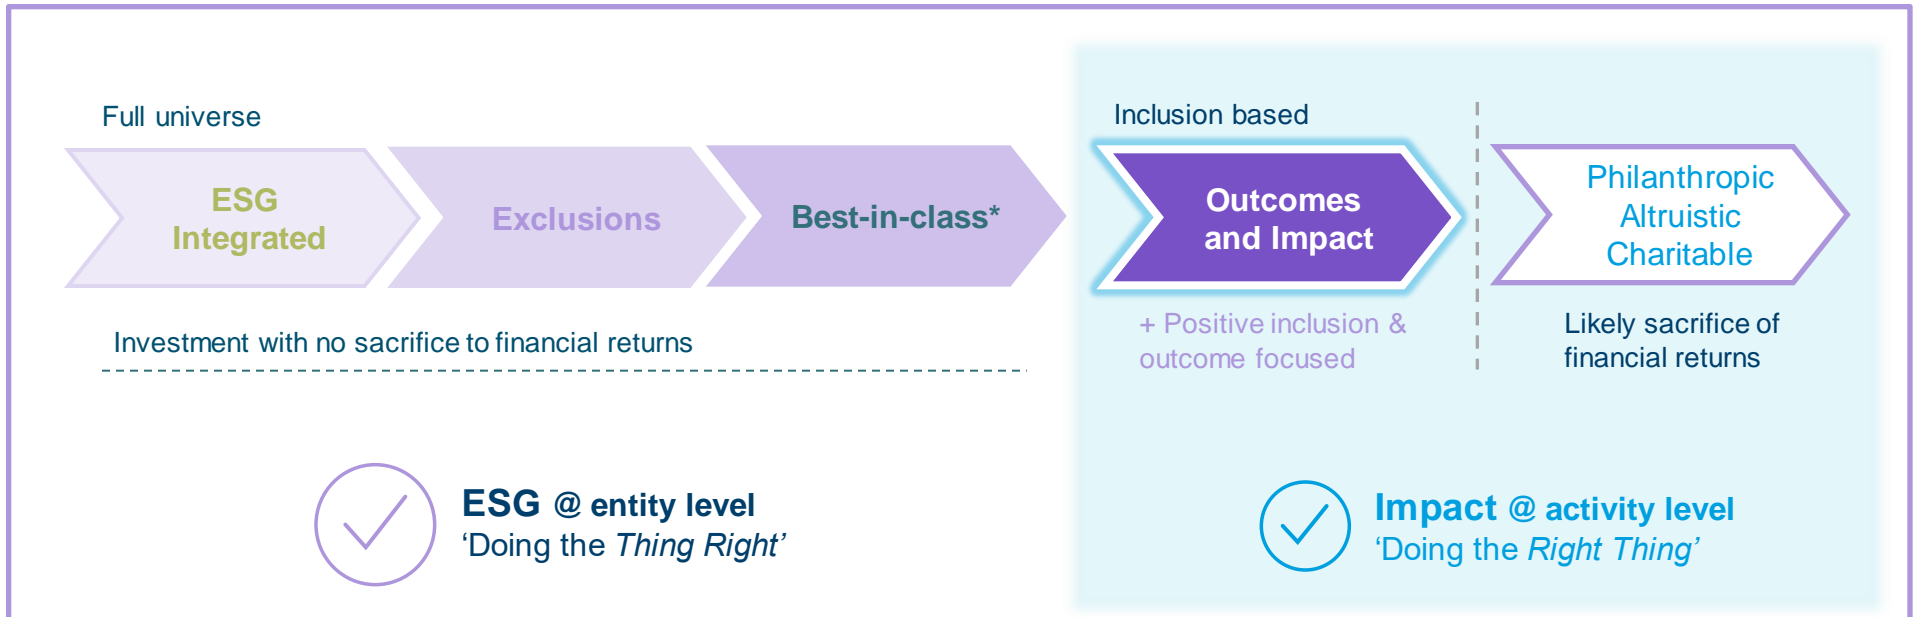 Full universe
ESG
Integrated
Exclusions
Best-in-class*
Investment with no sacrifice to financial returns
Inclusion based
Outcomes
and Impact
+ Positive inclusion &
outcome focused
Philanthropic
Altruistic
Charitable
Likely sacrifice of
financial returns
ESG @ entity level
‘Doing the Thing Right’
Impact @ activity level
‘Doing the Right Thing’